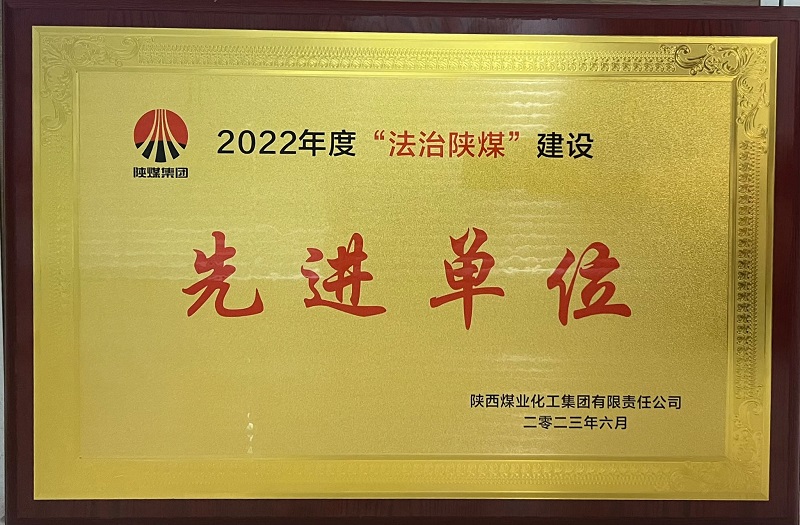 陕煤集团
2022年度“法治陕煤”建设
先进单位
陕西煤业化工集团有限责任公司
二零二三年六月